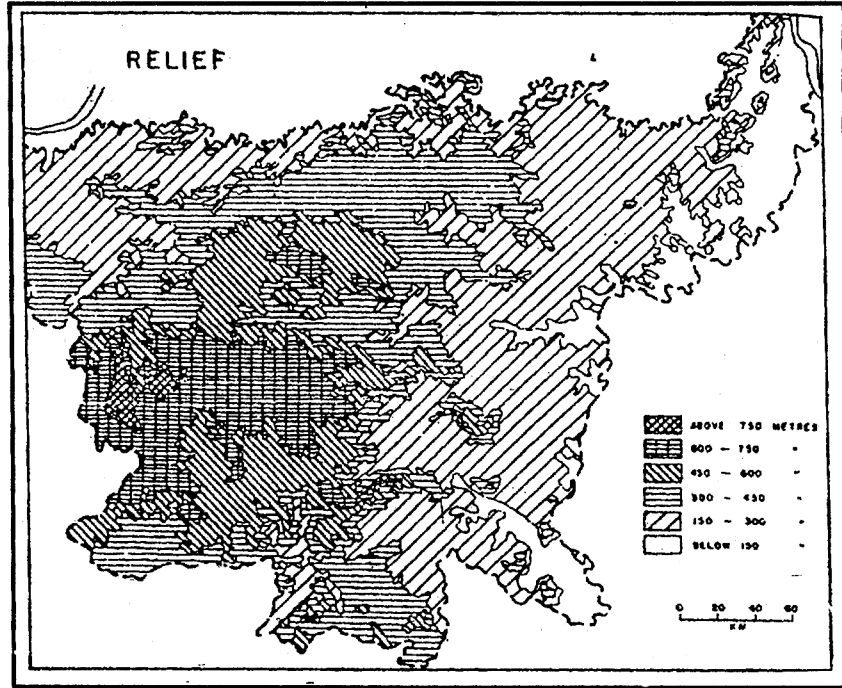 RELIEF
ABOVE 750 METRES
600 – 750 "
450 – 600 "
300 – 450 "
150 – 300 "
BELOW 150 "
0 20 40 60
KM